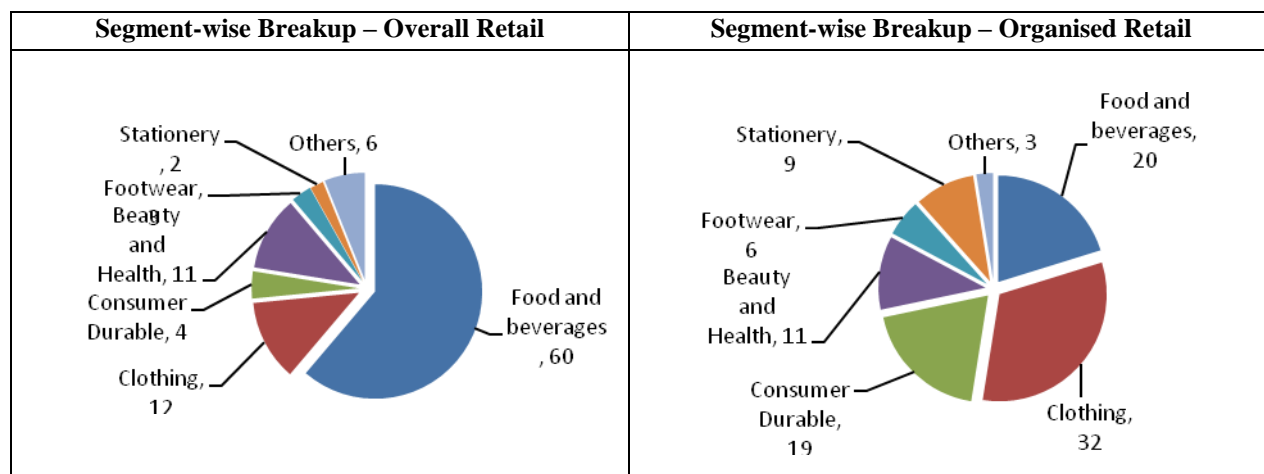 Segment-wise Breakup – Overall Retail
Stationery
, 2
Others, 6
Footwear,
Beauty
and
Health, 11
Consumer
Durable, 4
Clothing,
12
Food and
beverages
, 60
Segment-wise Breakup – Organised Retail
Food and
beverages,
20
Others, 3
Stationery,
9
Footwear,
6
Beauty
and
Health, 11
Consumer
Durable,
19
Clothing,
32